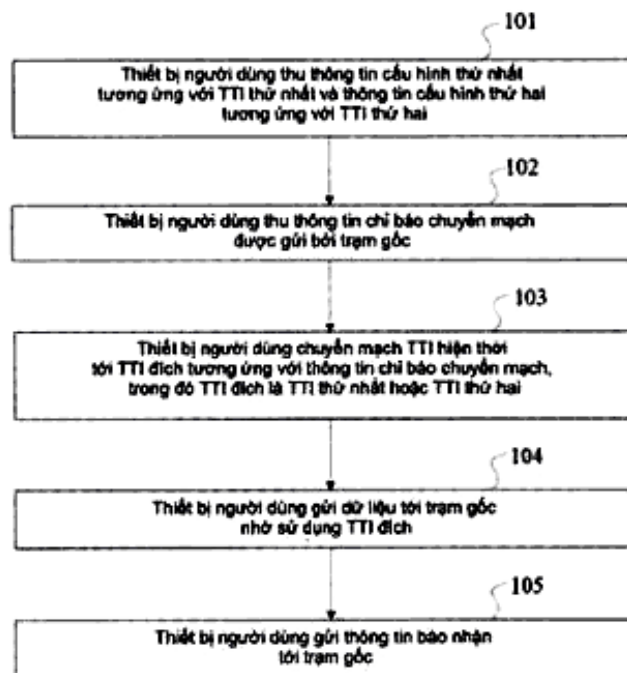 101
Thiết bị người dùng thu thông tin cấu hình thứ nhất
tương ứng với TTI thứ nhất và thông tin cấu hình thứ hai
tương ứng với TTI thứ hai
102
Thiết bị người dùng thu thông tin chỉ báo chuyển mạch
được gửi bởi trạm gốc
103
Thiết bị người dùng chuyển mạch TTI hiện thời
tới TTI đích tương ứng với thông tin chỉ báo chuyển mạch,
trong đó TTI đích là TTI thứ nhất hoặc TTI thứ hai
104
Thiết bị người dùng gửi dữ liệu tới trạm gốc
nhờ sử dụng TTI đích
105
Thiết bị người dùng gửi thông tin báo nhận
tới trạm gốc